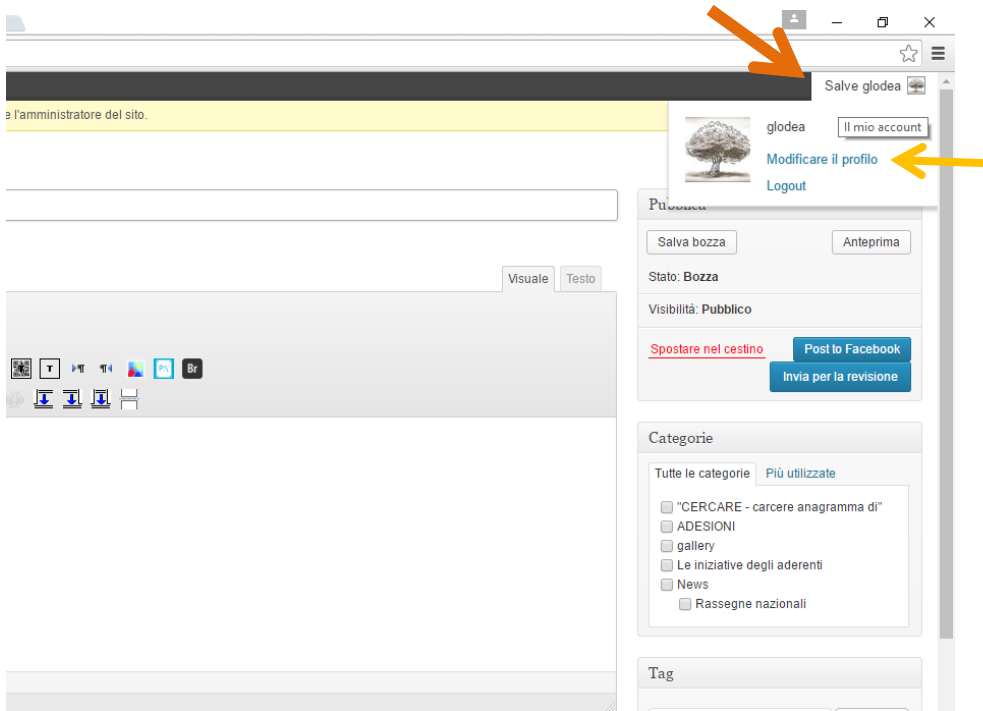 Salve glodea
e l'amministratore del sito.
glodea
Il mio account
Modificare il profilo
Logout
Salva bozza
Anteprima
Stato: Bozza
Visibilità: Pubblico
Spostare nel cestino
Post to Facebook
Invia per la revisione
Visuale
Testo
T
Br
Categorie
Tutte le categorie
Più utilizzate
"CERCARE - carcere anagramma di"
ADESIONI
gallery
Le iniziative degli aderenti
News
Rassegne nazionali
Tag